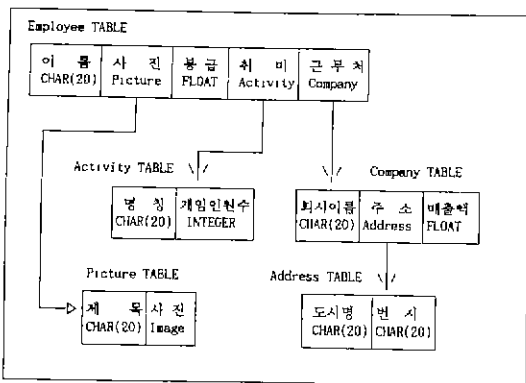 Employee TABLE
이 름 사 진 봉 급 취 미 근 무 처
CHAR(20) Picture FLOAT Activity Company
Activity TABLE
Company TABLE
명 칭 게임인원수
CHAR(20) INTEGER
회사이름 주 소 매출액
CHAR(20) Address FLOAT
Picture TABLE
Address TABLE
제 목 사 진
CHAR(20) Image
도시명 번 지
CHAR(20) CHAR(20)